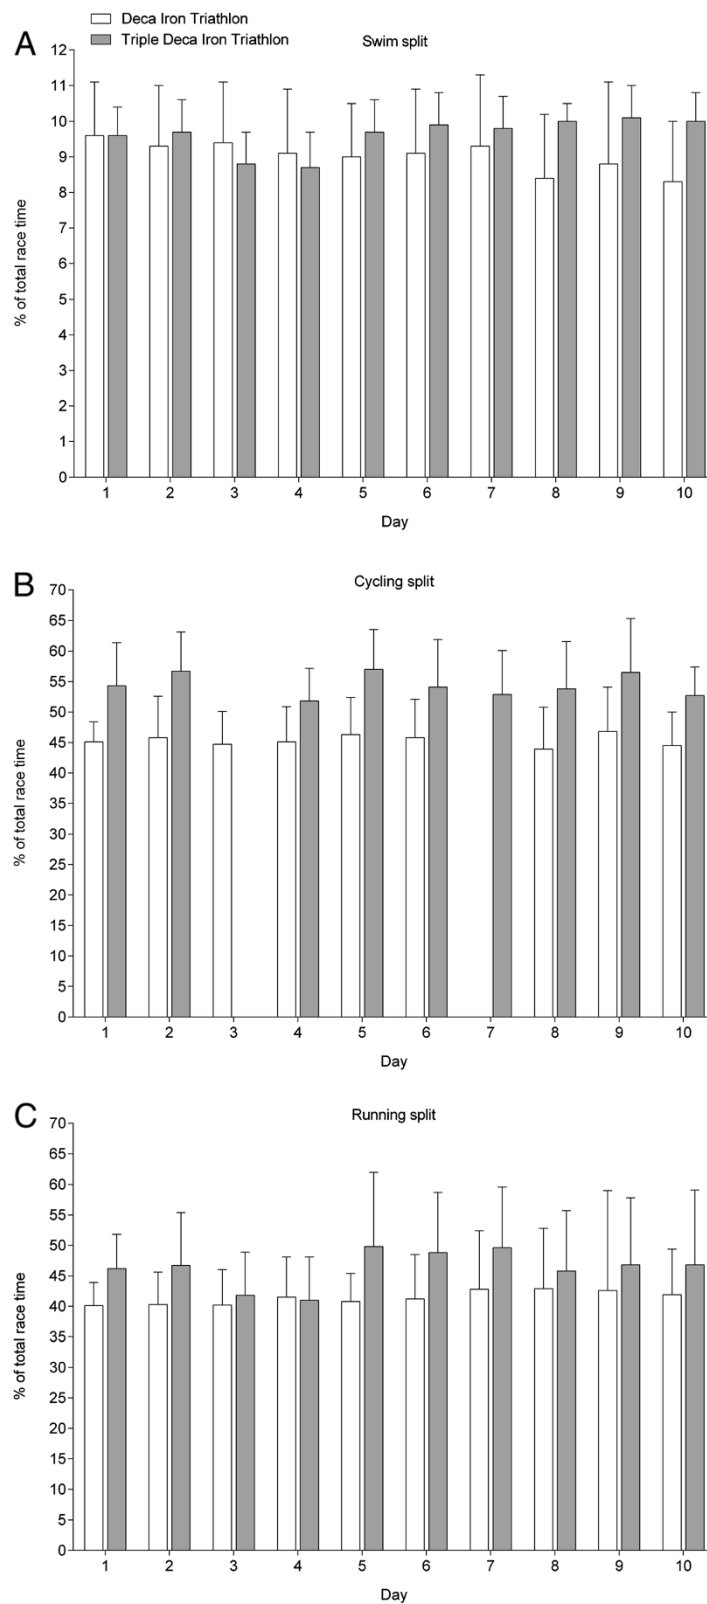 Deca Iron Triathlon
Triple Deca Iron Triathlon
A
Swim split
12
11
10
9
8
7
6
5
4
3
2
1
0
% of total race time
1 2 3 4 5 6 7 8 9 10
Day
B
Cycling split
70
65
60
55
50
45
40
35
30
25
20
15
10
5
0
% of total race time
1 2 3 4 5 6 7 8 9 10
Day
C
Running split
70
65
60
55
50
45
40
35
30
25
20
15
10
5
0
% of total race time
1 2 3 4 5 6 7 8 9 10
Day